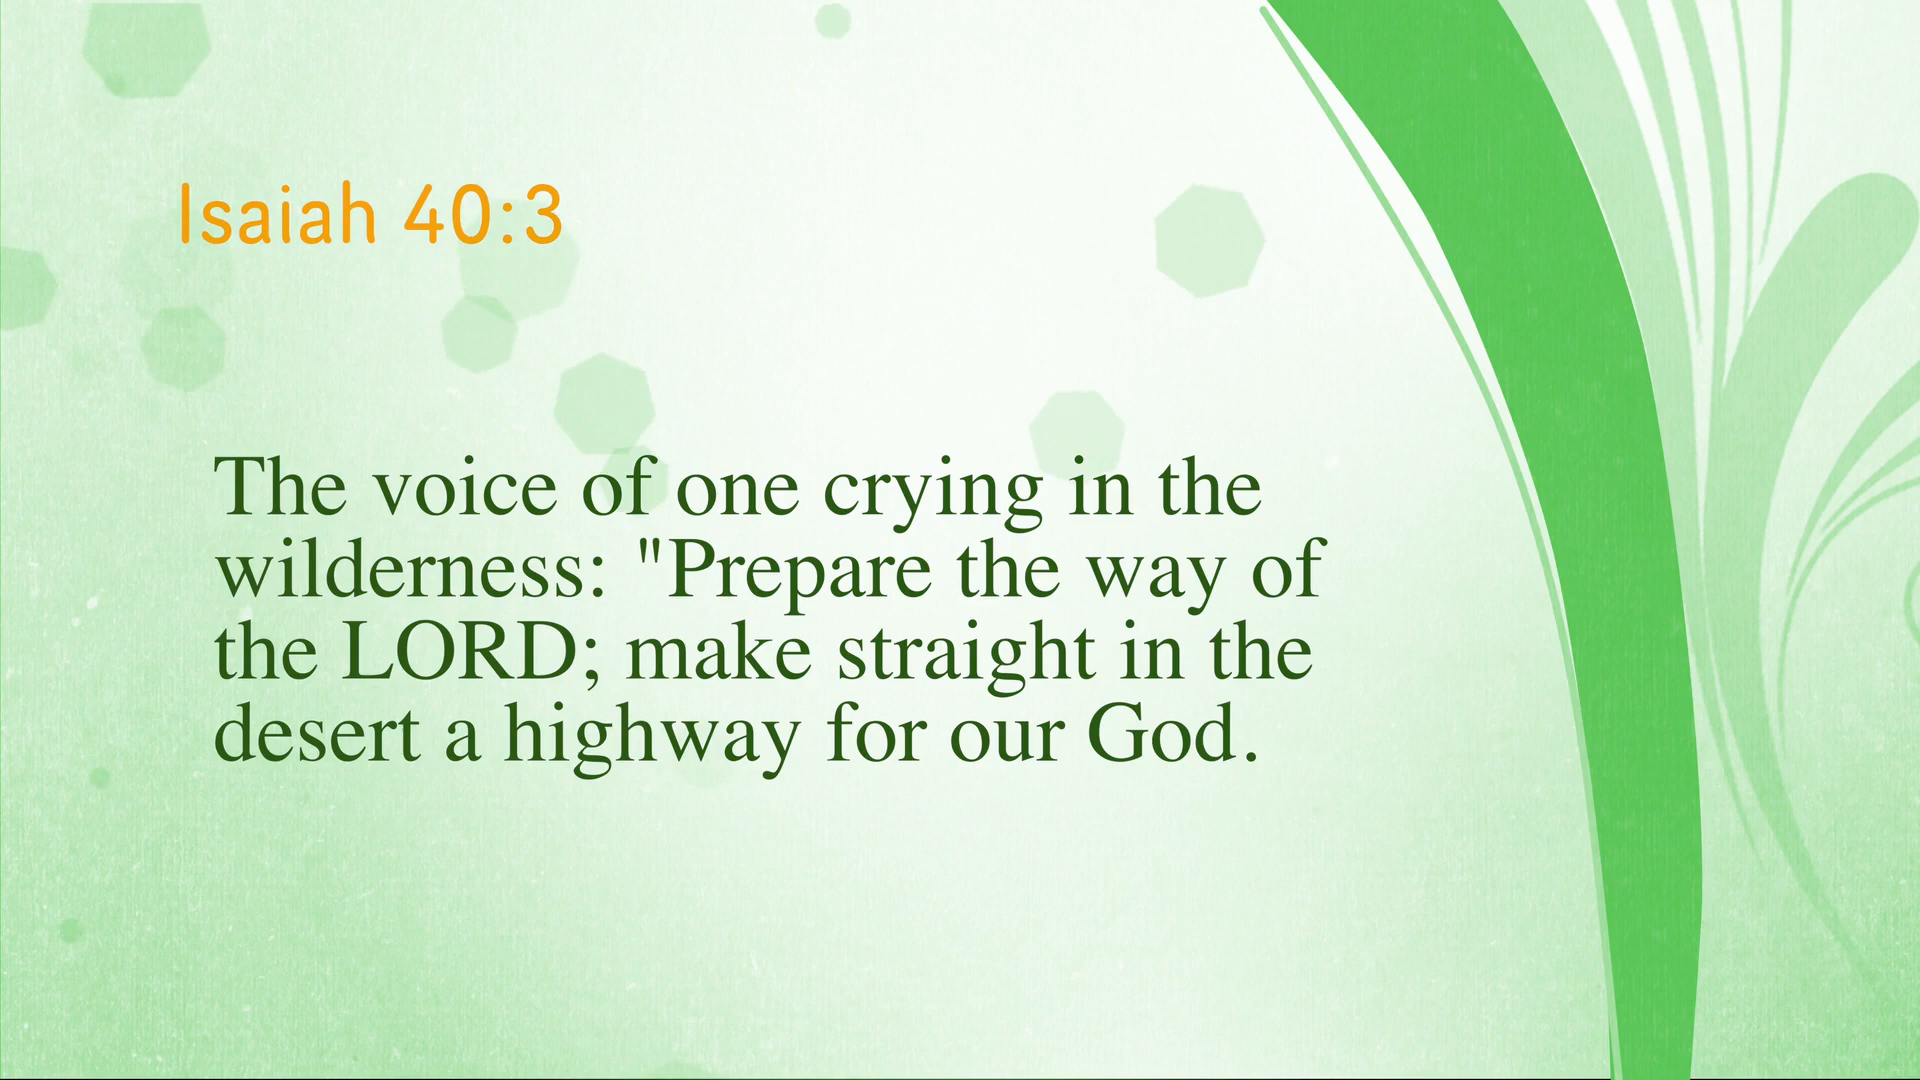 Isaiah 40:3
The voice of one crying in the
wilderness: "Prepare the way of
the LORD; make straight in the
desert a highway for our God.